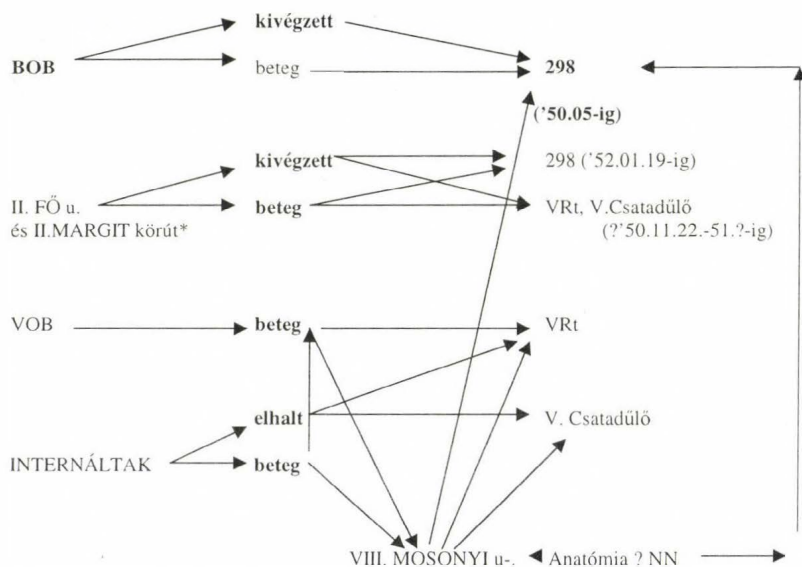 kivégzett
BOB beteg 298
('50.05-ig)
kivégzett 298 ('52.01.19-ig)
II. FŐ u. beteg VRt, V.Csatadűlő
és II.MARGIT körút* (?'50.11.22.-51.?-ig)
VOB beteg VRt
elhalt V. Csatadűlő
INTERNÁLTAK beteg
VIII. MOSONYI u-. Anatómia ? NN